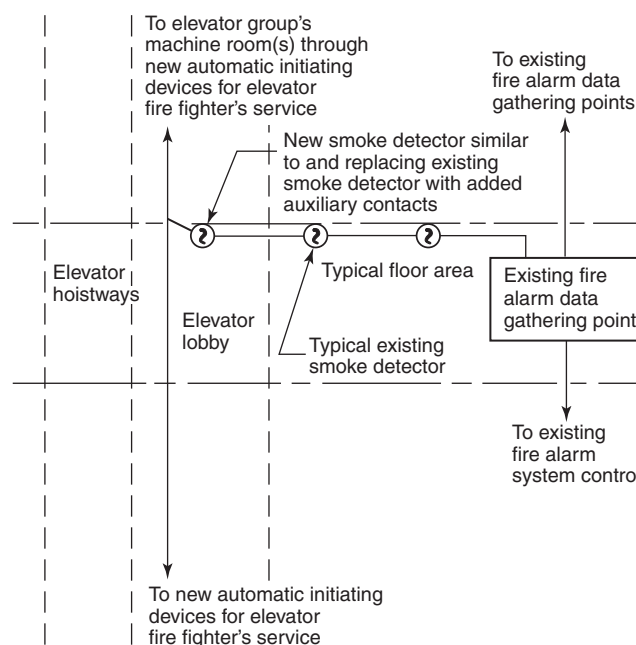 To elevator group's
machine room(s) through
new automatic initiating
devices for elevator
fire fighter's service
To existing
fire alarm data
gathering points
New smoke detector similar
to and replacing existing
smoke detector with added
auxiliary contacts
Elevator
hoistways
Elevator
lobby
Typical floor area
Typical existing
smoke detector
Existing fire
alarm data
gathering point
To existing
fire alarm
system contro
To new automatic initiating
devices for elevator
fire fighter's service